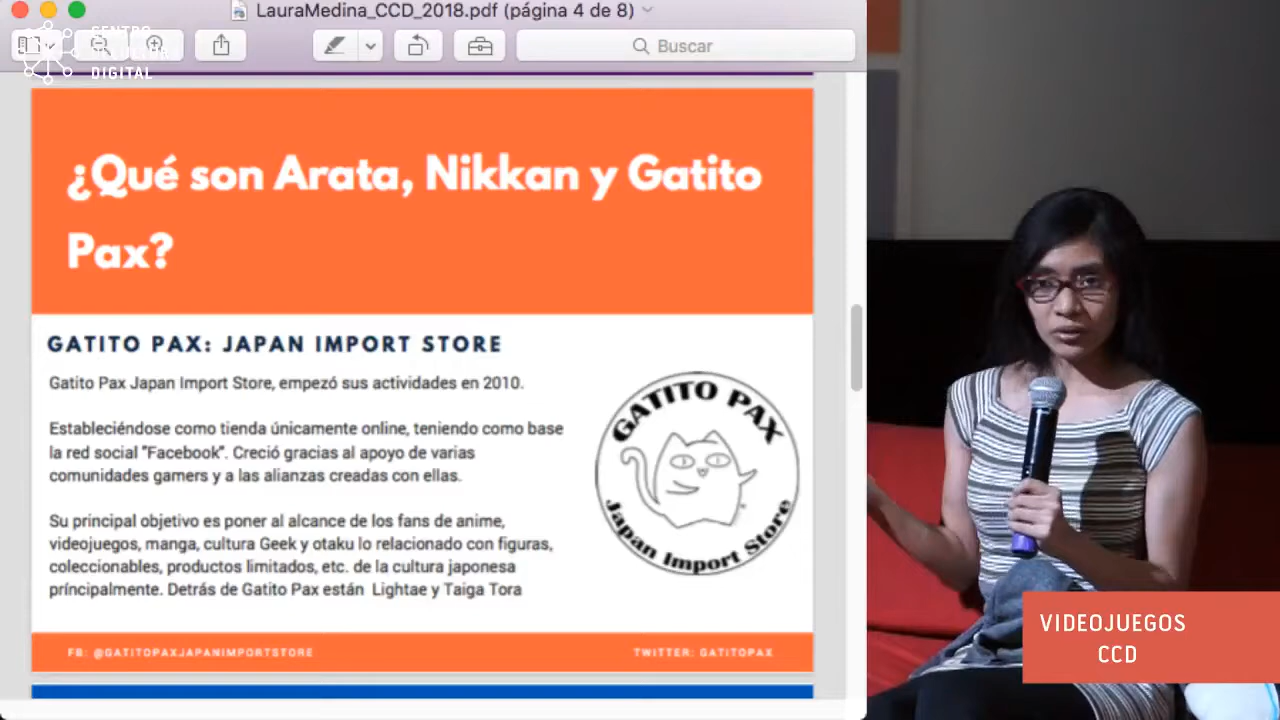 LauraMedina_CCD_2018.pdf (página 4 de 8)
CENTRO
DIGITAL
Buscar
¿Qué son Arata, Nikkan y Gatito
Pax?
GATITO PAX: JAPAN IMPORT STORE
Gatito Pax Japan Import Store, empezó sus actividades en 2010.
Estableciéndose como tienda únicamente online, teniendo como base
la red social "Facebook". Creció gracias al apoyo de varias
comunidades gamers y a las alianzas creadas con ellas.
Su principal objetivo es poner al alcance de los fans de anime,
videojuegos, manga, cultura Geek y otaku lo relacionado con figuras,
coleccionables, productos limitados, etc. de la cultura japonesa
príncipalmente. Detrás de Gatito Pax están Lightae y Taiga Tora
GATITO PAX
Japan Import Store
FB: @GATITOPAXJAPANIMPORTSTORE
TWITTER: GATITOPAX
VIDEOJUEGOS
CCD